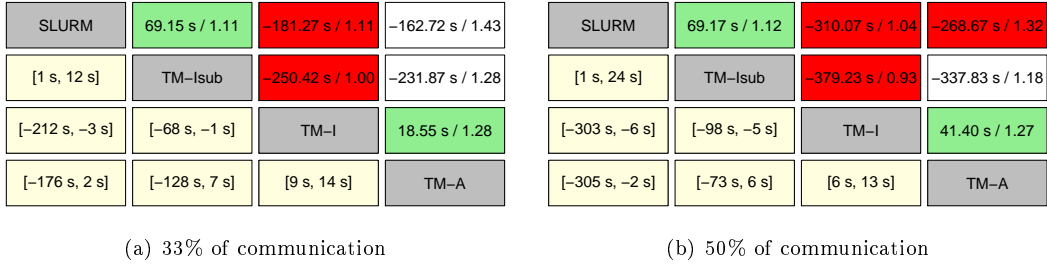 SLURM 69.15 s / 1.11 −181.27 s / 1.11 −162.72 s / 1.43
[1 s, 12 s] TM−Isub −250.42 s / 1.00 −231.87 s / 1.28
[−212 s, −3 s] [−68 s, −1 s] TM−I 18.55 s / 1.28
[−176 s, 2 s] [−128 s, 7 s] [9 s, 14 s] TM−A
(a) 33% of communication
SLURM 69.17 s / 1.12 −310.07 s / 1.04 −268.67 s / 1.32
[1 s, 24 s] TM−Isub −379.23 s / 0.93 −337.83 s / 1.18
[−303 s, −6 s] [−98 s, −5 s] TM−I 41.40 s / 1.27
[−305 s, −2 s] [−73 s, 6 s] [6 s, 13 s] TM−A
(b) 50% of communication